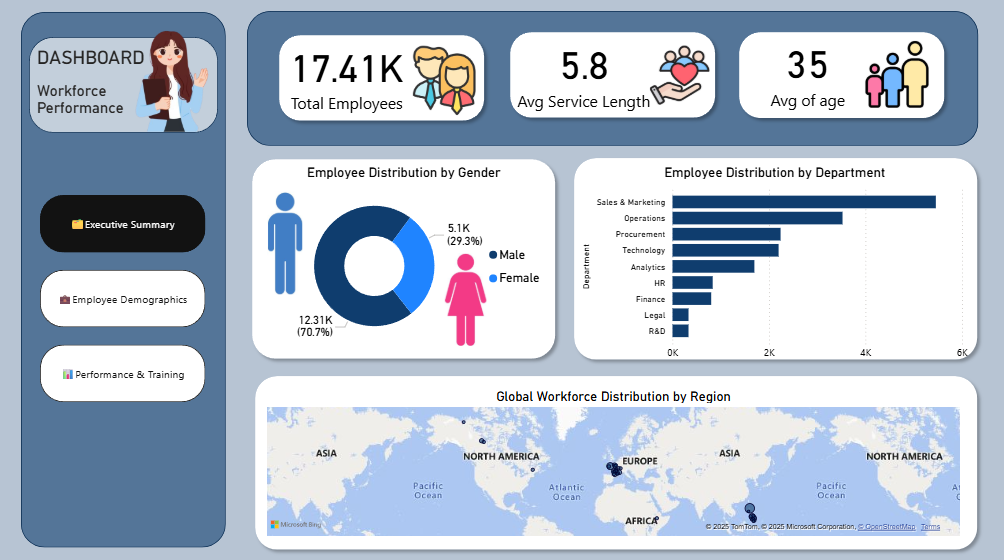 DASHBOARD
Workforce
Performance
Executive Summary
Employee Demographics
Performance & Training
17.41K
Total Employees
5.8
Avg Service Length
35
Avg of age
Employee Distribution by Gender
5.1K
(29.3%)
Male
Female
12.31K
(70.7%)
Employee Distribution by Department
Department
Sales & Marketing
Operations
Procurement
Technology
Analytics
HR
Finance
Legal
R&D
0K 2K 4K 6K
Global Workforce Distribution by Region
ASIA
NORTH AMERICA
EUROPE
ASIA
NORTH AMERICA
Pacific
Ocean
Atlantic
Ocean
Pacific
Ocean
At
AFRICA
Microsoft Bing
© 2025 TomTom, © 2025 Microsoft Corporation, © OpenStreetMap Terms